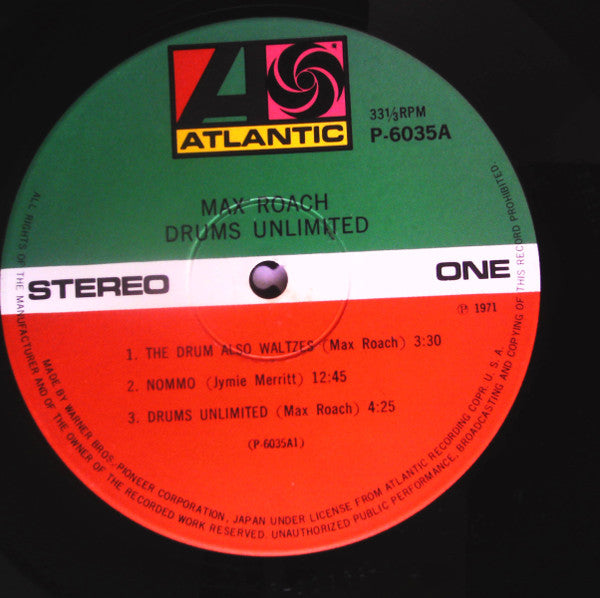 ATLANTIC
33⅓RPM
P-6035A
MAX ROACH
DRUMS UNLIMITED
STEREO
ONE
℗ 1971
1. THE DRUM ALSO WALTZES (Max Roach) 3:30
2. NOMMO (Jymie Merritt) 12:45
3. DRUMS UNLIMITED (Max Roach) 4:25
(P-6035A1)
ALL RIGHTS OF THE MANUFACTURER AND OF THE OWNER OF THE RECORDED WORK RESERVED. UNAUTHORIZED PUBLIC PERFORMANCE, BROADCASTING AND COPYING OF THIS RECORD PROHIBITED.
MADE BY WARNER BROS.-PIONEER CORPORATION, JAPAN UNDER LICENSE FROM ATLANTIC RECORDING COPR. U. S. A.